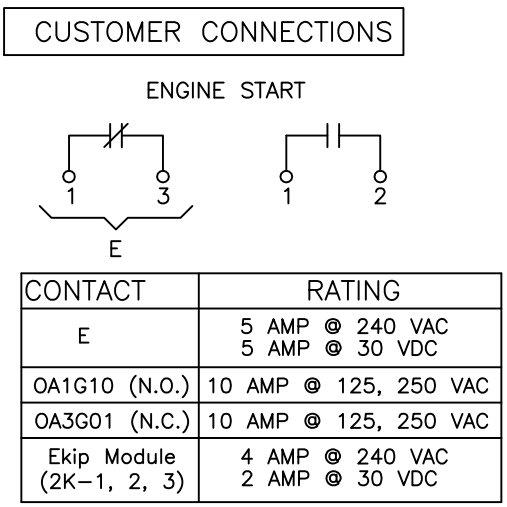 CUSTOMER CONNECTIONS
ENGINE START
1 3 1 2
E
CONTACT RATING
E 5 AMP @ 240 VAC
5 AMP @ 30 VDC
OA1G10 (N.O.) 10 AMP @ 125, 250 VAC
OA3G01 (N.C.) 10 AMP @ 125, 250 VAC
Ekip Module 4 AMP @ 240 VAC
(2K-1, 2, 3) 2 AMP @ 30 VDC